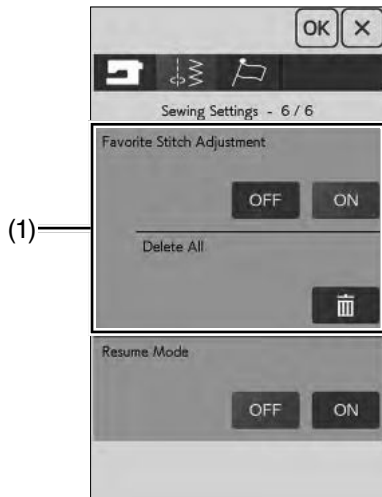 OK ×
Sewing Settings - 6 / 6
Favorite Stitch Adjustment
OFF ON
(1)
Delete All
Resume Mode
OFF ON